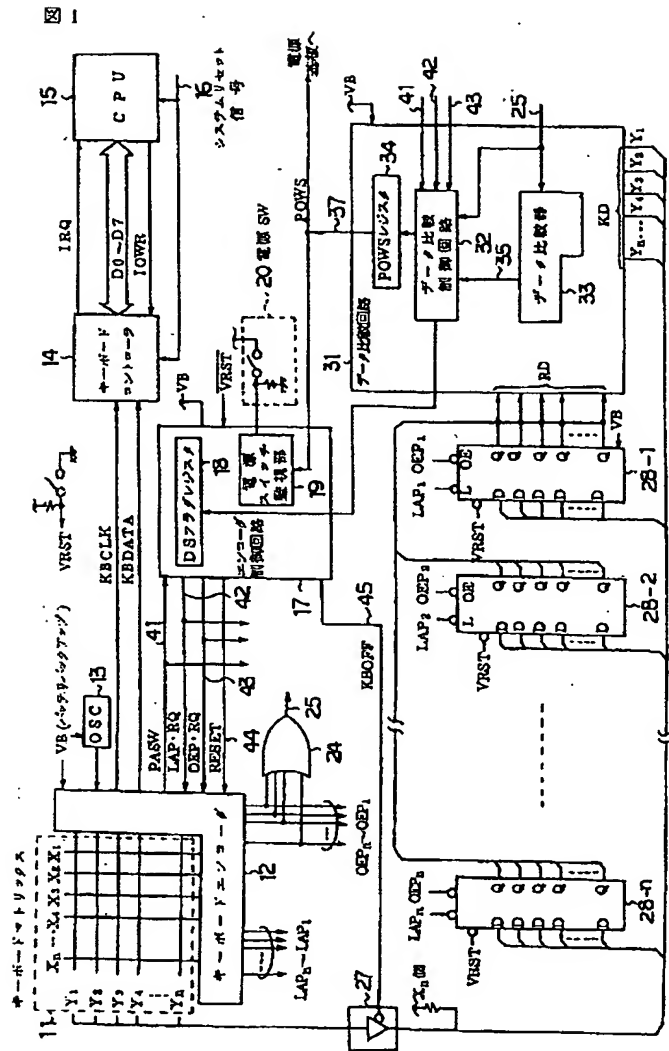 図 1
15
CPU
16
システムリセット
信号
IRQ
D0～D7
IOWR
14
キーボード
コントローラ
VRST
KBCLK
KBDATA
VB(バッテリバックアップ)
13
OSC
キーボードマトリックス
11
Xn…X4 X3 X2 X1
Y1
Y2
Y3
Y4
Yn
12
キーボードエンコーダ
LAPn～LAP1
OEPn～OEP1
41
PASW
LAP・RQ
42
OEP・RQ
43
RESET
44
24
25
VB
VRST
18
DSフラグレジスタ
19
電源
スイッチ
監視部
エンコーダ
制御回路
17
20 電源 SW
POWS
電源
基板へ
KBOFF
45
27
Xn個
31
データ比較回路
VB
34
POWSレジスタ
37
41
42
43
25
32
データ比較
制御回路
35
データ比較器
33
KD
Yn…Y4 Y3 Y2 Y1
RD
VB
LAP1 OEP1
L OE
D Q
D Q
D Q
D Q
D Q
VRST
28-1
LAP2 OEP2
L OE
D Q
D Q
D Q
D Q
D Q
VRST
28-2
LAPn OEPn
D Q
D Q
D Q
D Q
D Q
VRST
28-n